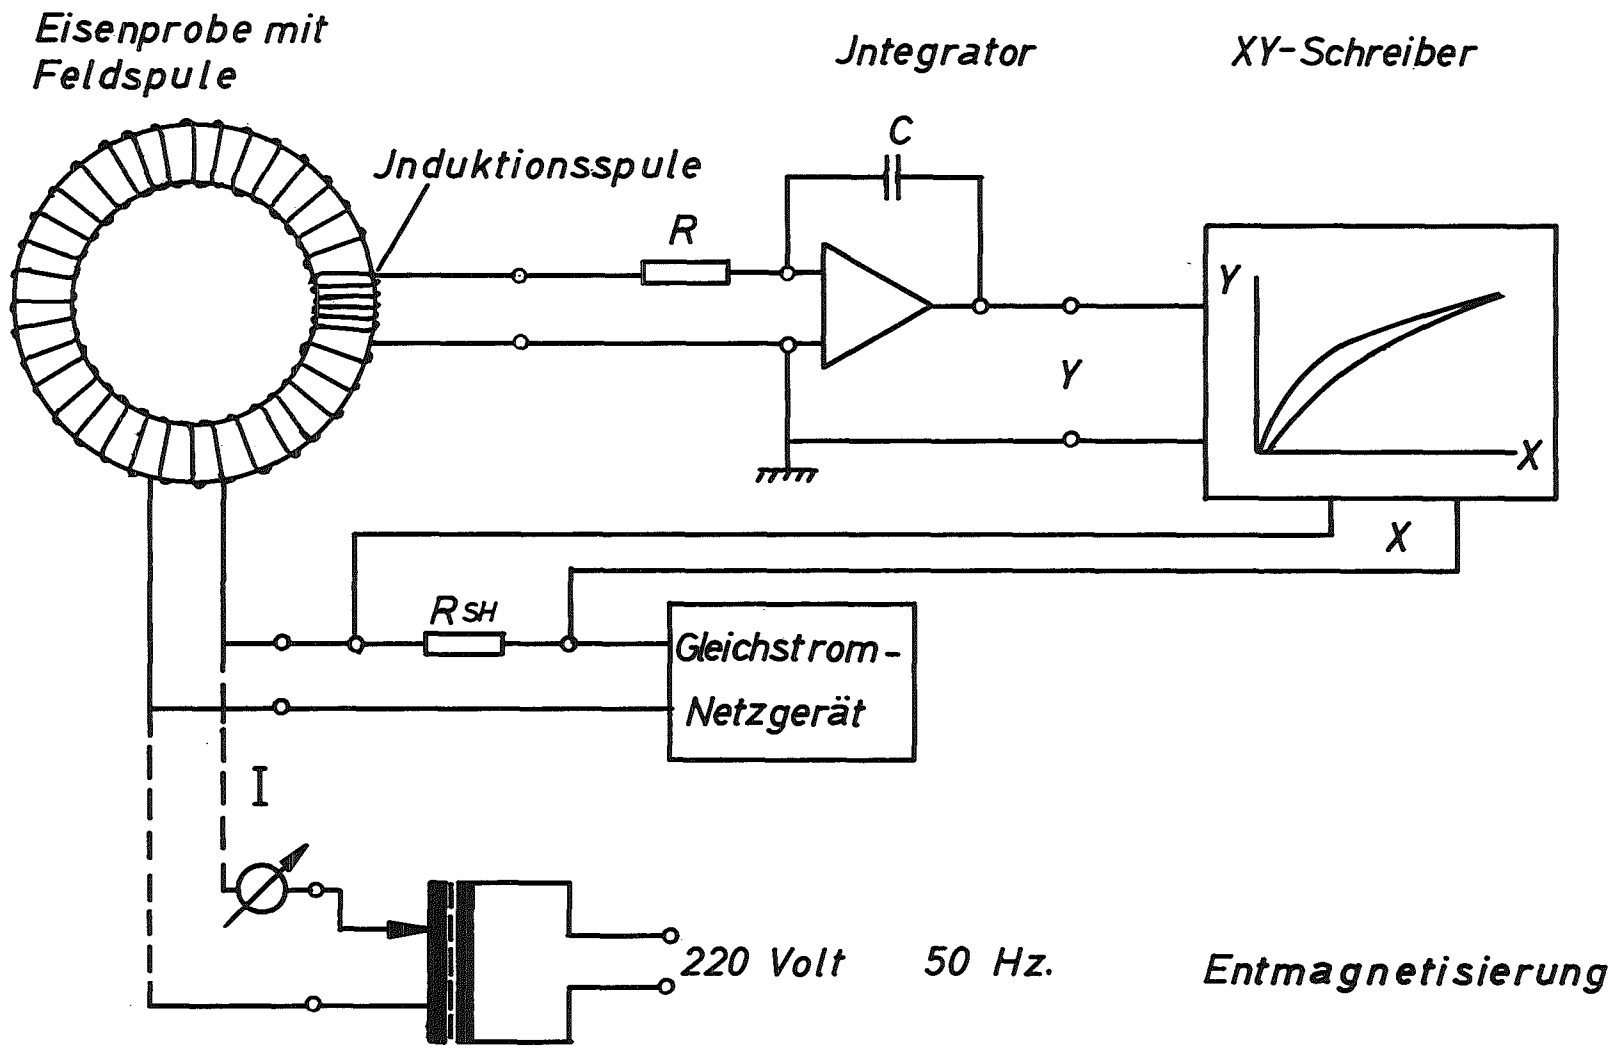 Eisenprobe mit
Feldspule
Jntegrator
XY-Schreiber
Jnduktionsspule
C
R
Y
X
Y
X
RSH
Gleichstrom-
Netzgerät
I
220 Volt 50 Hz.
Entmagnetisierung